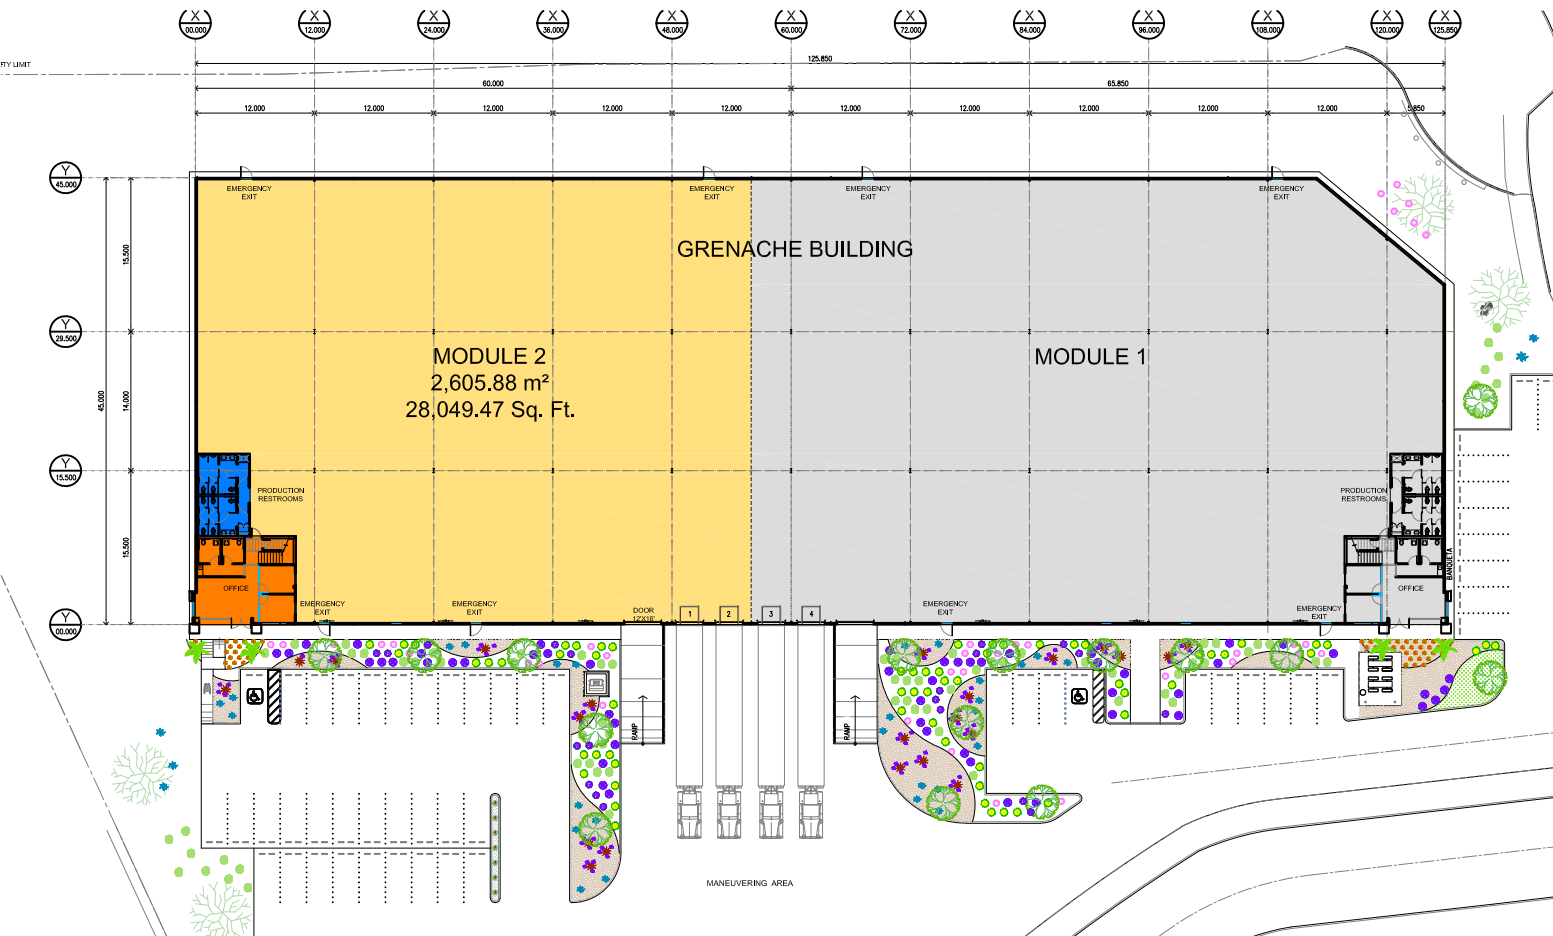 X X X X X X X X X X X X
00.000 12.000 24.000 36.000 48.000 60.000 72.000 84.000 96.000 108.000 120.000 125.850
TY LIMIT
125.850
60.000 65.850
12.000 12.000 12.000 12.000 12.000 12.000 12.000 12.000 12.000 12.000 5.850
Y
45.000
EMERGENCY
EXIT
EMERGENCY
EXIT
EMERGENCY
EXIT
EMERGENCY
EXIT
15.500
GRENACHE BUILDING
Y
29.500
MODULE 2
2,605.88 m²
28,049.47 Sq. Ft.
MODULE 1
45.000
14.000
Y
15.500
PRODUCTION
RESTROOMS
PRODUCTION
RESTROOMS
15.500
BANQUETA
OFFICE
OFFICE
EMERGENCY
EXIT
EMERGENCY
EXIT
DOOR
12'X16'
1 2 3 4
EMERGENCY
EXIT
EMERGENCY
EXIT
Y
00.000
RAMP
RAMP
MANEUVERING AREA